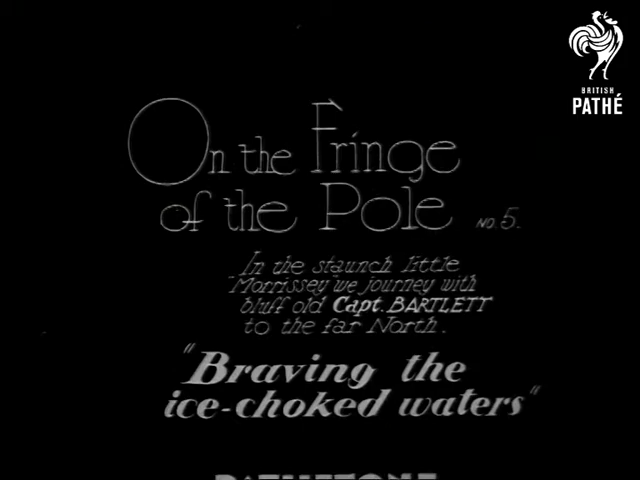 BRITISH
PATHÉ
On the Fringe
of the Pole No. 5.
In the staunch little
Morrissey we journey with
bluff old Capt. BARTLETT
to the far North.
"Braving the
ice-choked waters"